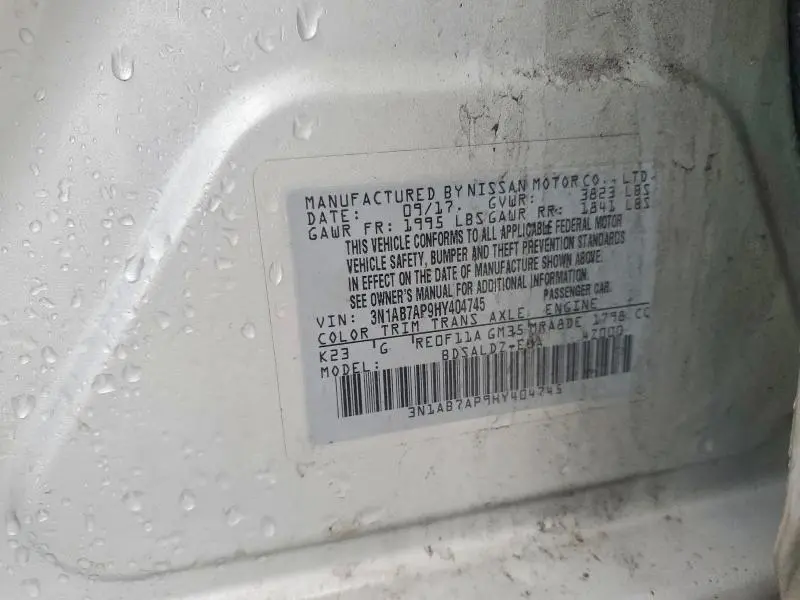 MANUFACTURED BY NISSAN MOTOR CO., LTD.
DATE: 09/17 GVWR: 3823 LBS
GAWR FR: 1995 LBS GAWR RR: 1841 LBS
THIS VEHICLE CONFORMS TO ALL APPLICABLE FEDERAL MOTOR
VEHICLE SAFETY, BUMPER AND THEFT PREVENTION STANDARDS
IN EFFECT ON THE DATE OF MANUFACTURE SHOWN ABOVE.
SEE OWNER'S MANUAL FOR ADDITIONAL INFORMATION.
VIN: 3N1AB7AP9HY404745 PASSENGER CAR
COLOR TRIM TRANS AXLE ENGINE
K23 G RE0F11A GM35 MRA8DE 1798 CC
MODEL: 47000
3N1AB7AP9HY404745